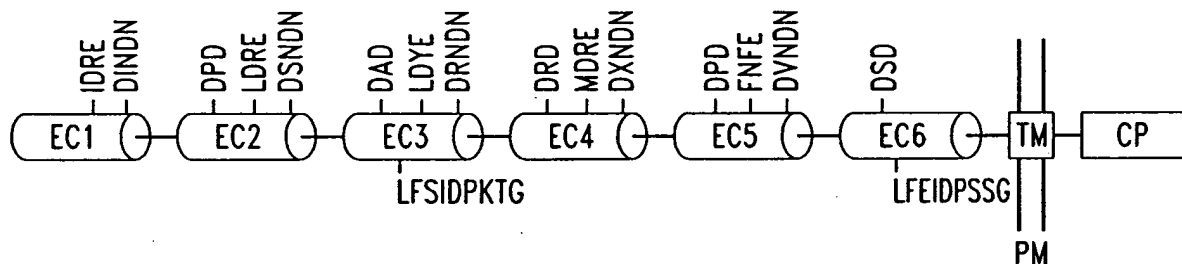 IDRE
DINDN
DPD
LDRE
DSNDN
DAD
LDYE
DRNDN
DRD
MDRE
DXNDN
DPD
FNFE
DVNDN
DSD
EC1
EC2
EC3
EC4
EC5
EC6
TM
CP
LFSIDPKTG
LFEIDPSSG
PM